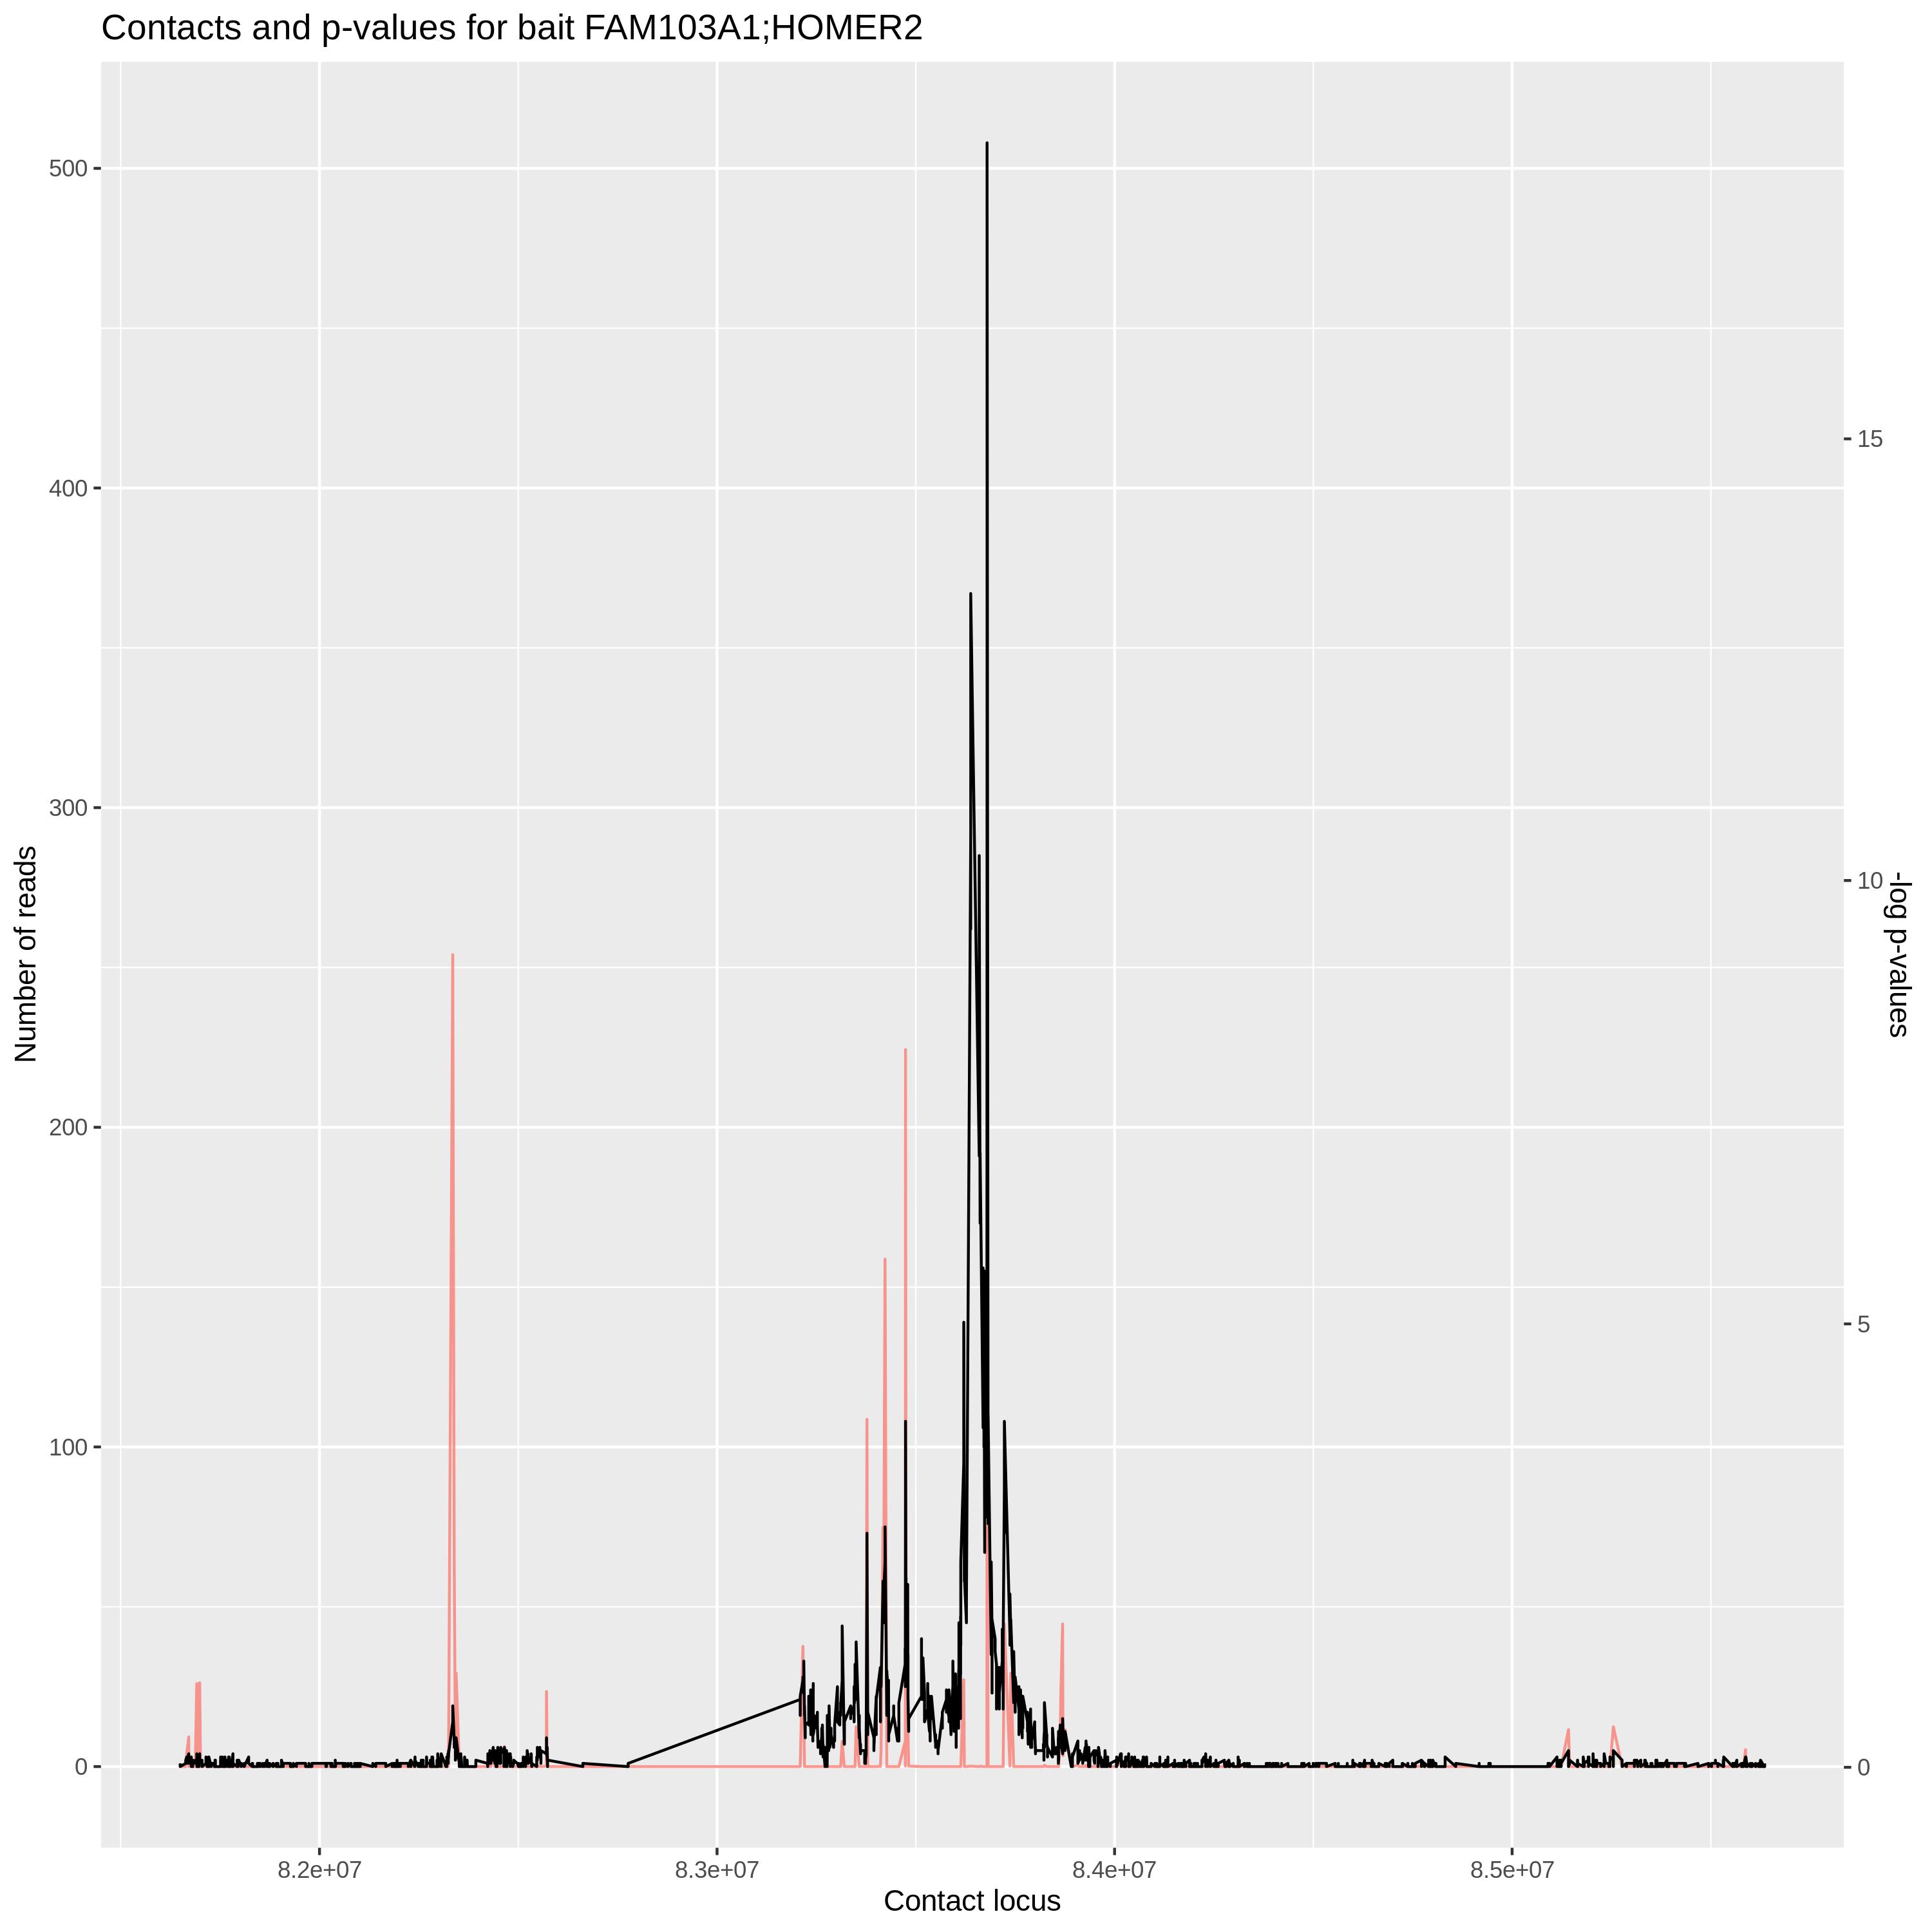 Contacts and p-values for bait FAM103A1;HOMER2
500
400
300
200
100
0
Number of reads
15
10
5
0
-log p-values
8.2e+07
8.3e+07
8.4e+07
8.5e+07
Contact locus